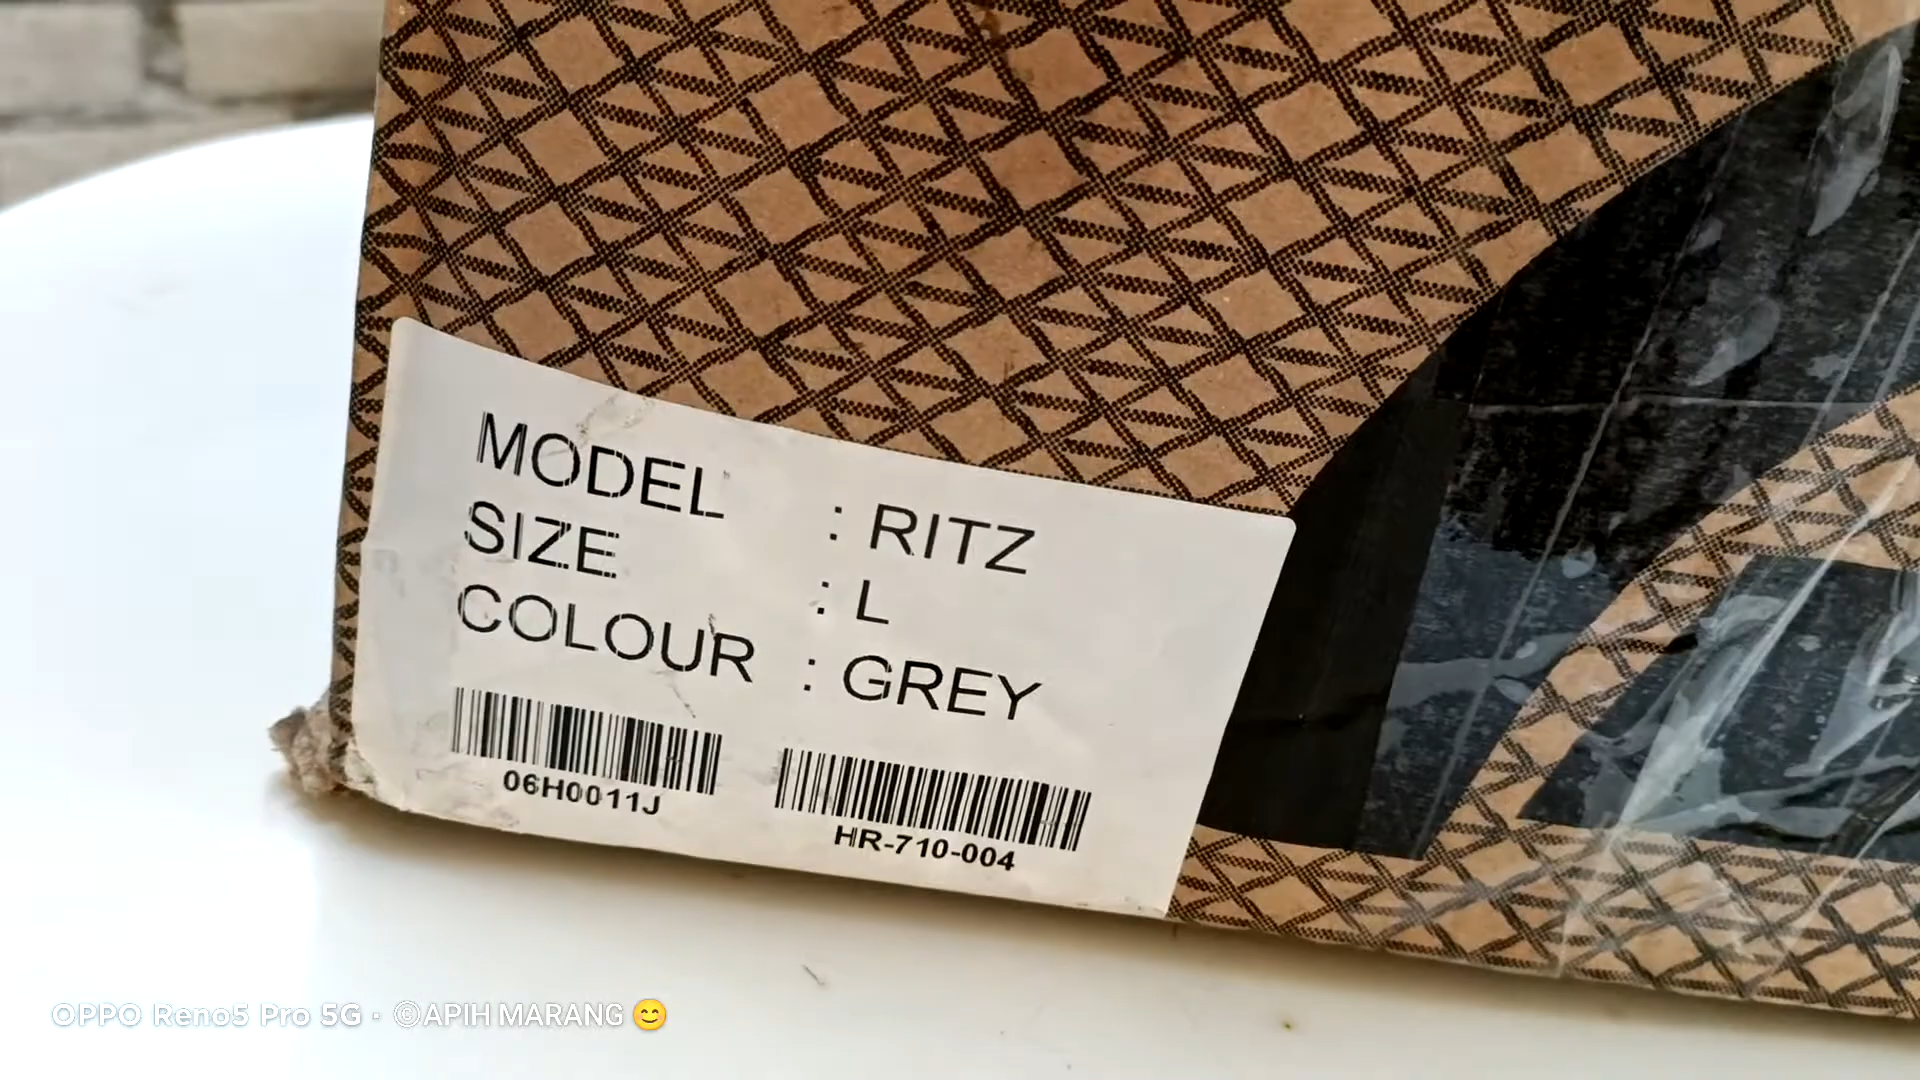 MODEL : RITZ
SIZE : L
COLOUR : GREY
06H0011J
HR-710-004
OPPO Reno5 Pro 5G · ©APIH MARANG 😊